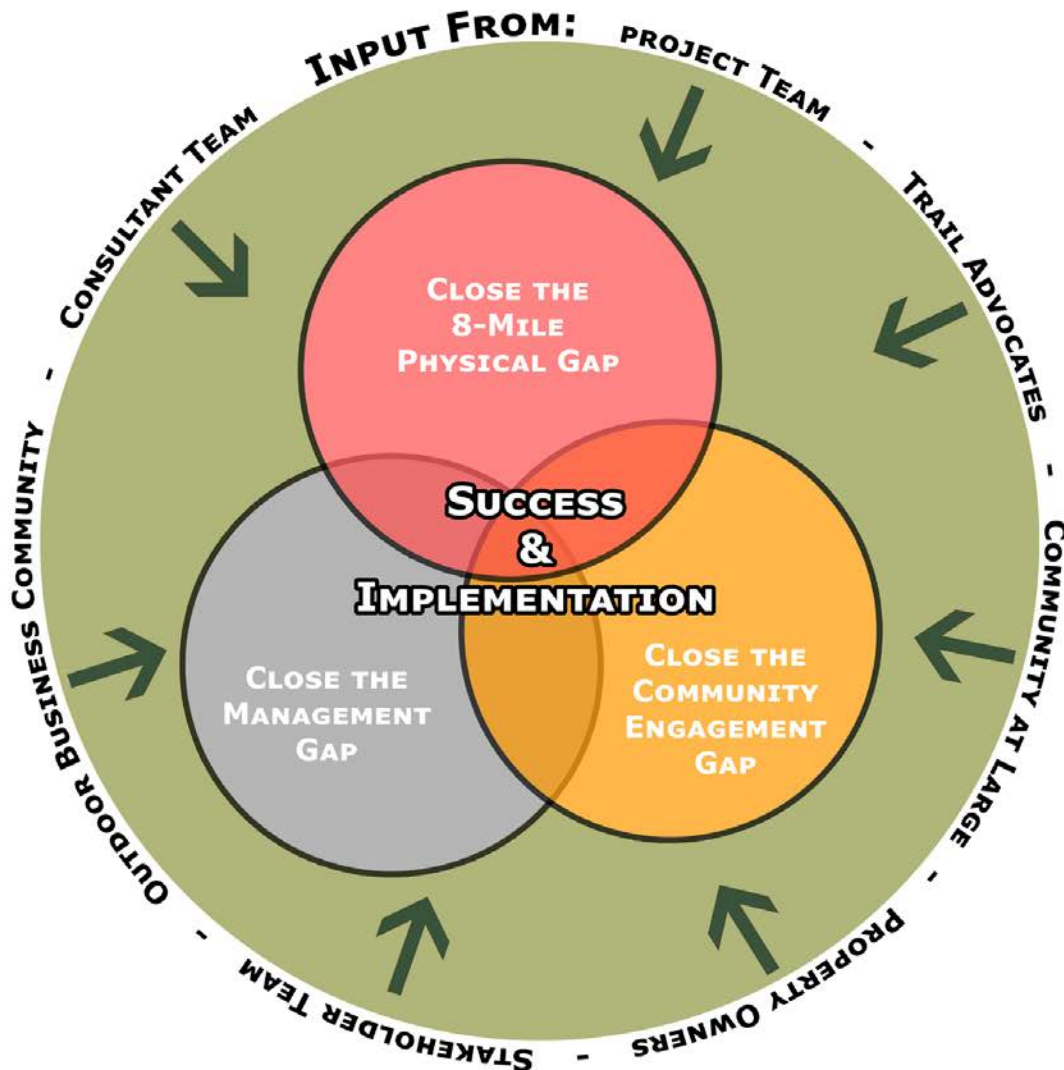 Input From: project Team - Trail Advocates - Community at Large - Property Owners - Stakeholder Team - Outdoor Business Community - Consultant Team
Close the
8-Mile
Physical Gap
Success
&
Implementation
Close the
Management
Gap
Close the
Community
Engagement
Gap